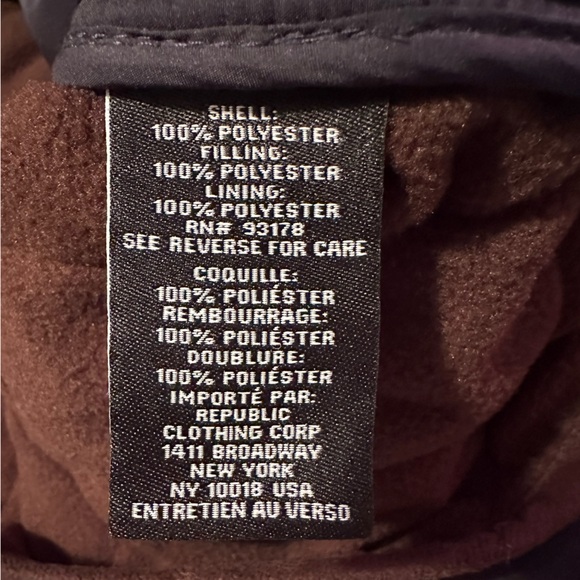 SHELL:
100% POLYESTER
FILLING:
100% POLYESTER
LINING:
100% POLYESTER
RN# 93178
SEE REVERSE FOR CARE
COQUILLE:
100% POLIÉSTER
REMBOURRAGE:
100% POLIÉSTER
DOUBLURE:
100% POLIÉSTER
IMPORTÉ PAR:
REPUBLIC
CLOTHING CORP
1411 BROADWAY
NEW YORK
NY 10018 USA
ENTRETIEN AU VERSO